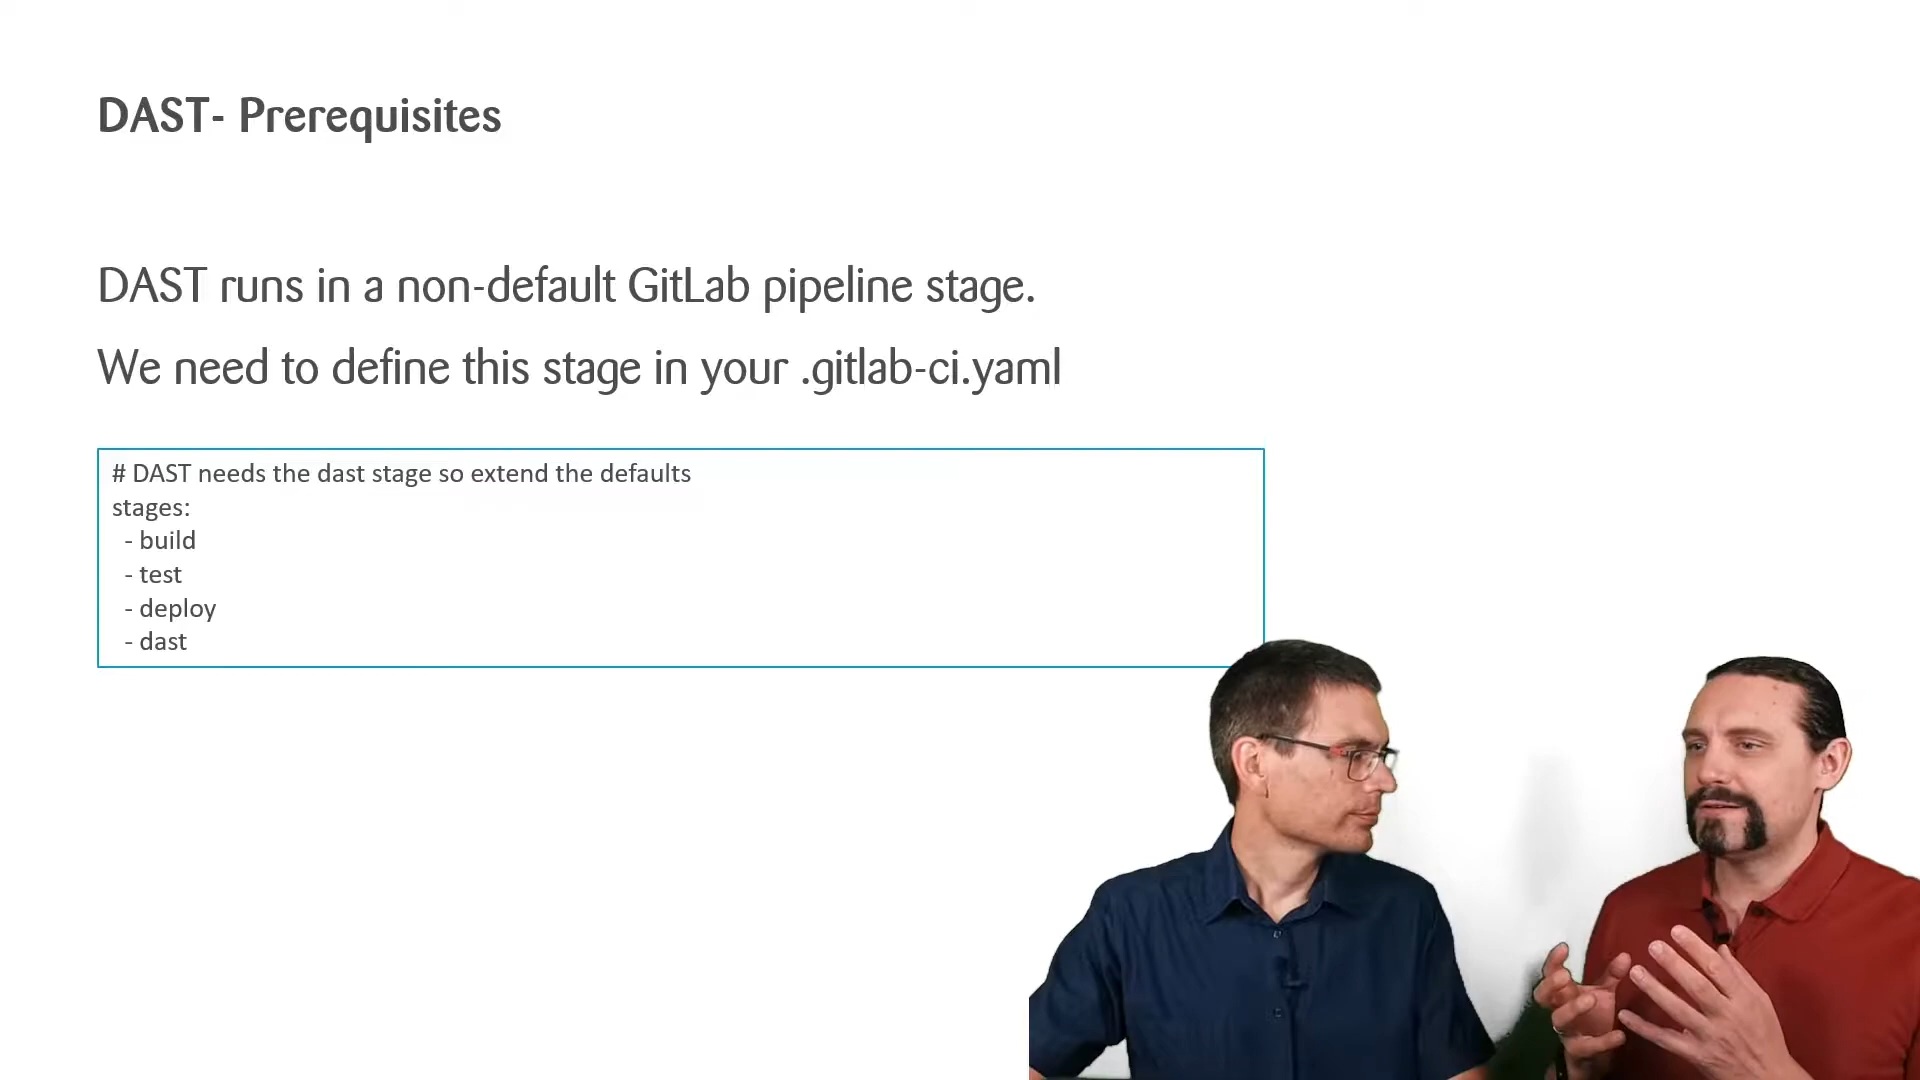 DAST- Prerequisites
DAST runs in a non-default GitLab pipeline stage.
We need to define this stage in your .gitlab-ci.yaml
# DAST needs the dast stage so extend the defaults
stages:
- build
- test
- deploy
- dast